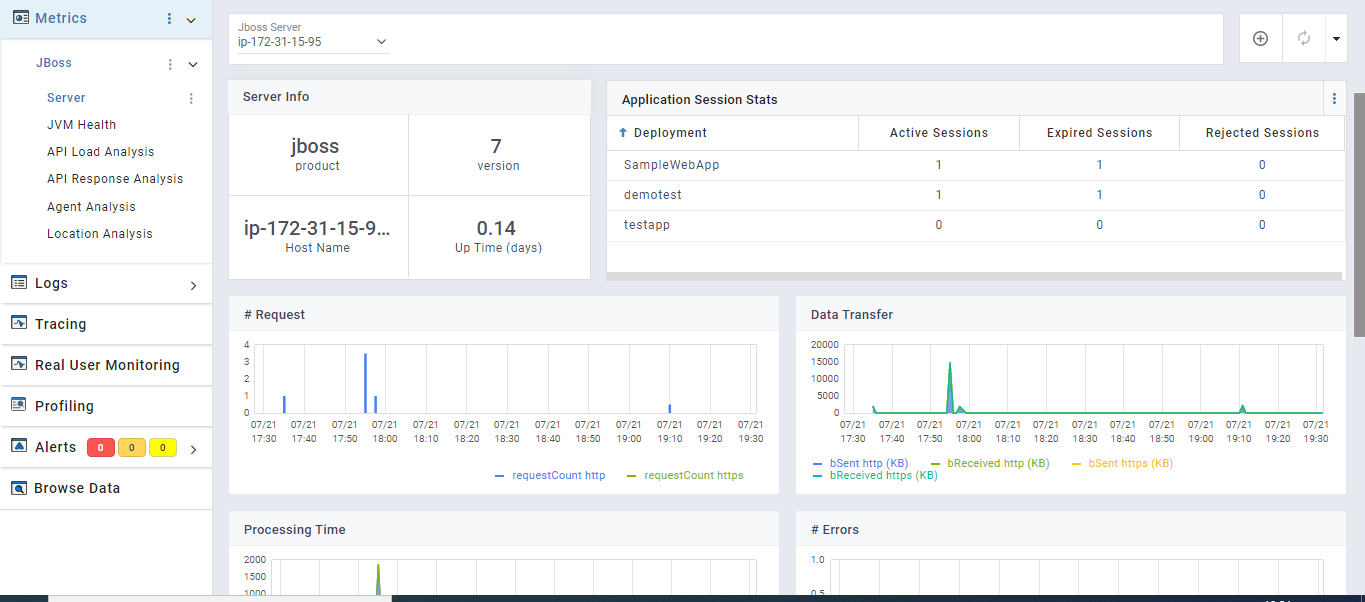 Metrics
JBoss
Server
JVM Health
API Load Analysis
API Response Analysis
Agent Analysis
Location Analysis
Logs
Tracing
Real User Monitoring
Profiling
Alerts 0 0 0
Browse Data
Jboss Server
ip-172-31-15-95
Server Info
jboss
product
7
version
ip-172-31-15-9...
Host Name
0.14
Up Time (days)
Application Session Stats
Deployment Active Sessions Expired Sessions Rejected Sessions
SampleWebApp 1 1 0
demotest 1 1 0
testapp 0 0 0
# Request
4
3
2
1
0
07/21 07/21 07/21 07/21 07/21 07/21 07/21 07/21 07/21 07/21 07/21 07/21 07/21
17:30 17:40 17:50 18:00 18:10 18:20 18:30 18:40 18:50 19:00 19:10 19:20 19:30
requestCount http requestCount https
Data Transfer
20000
15000
10000
5000
0
07/21 07/21 07/21 07/21 07/21 07/21 07/21 07/21 07/21 07/21 07/21 07/21 07/21
17:30 17:40 17:50 18:00 18:10 18:20 18:30 18:40 18:50 19:00 19:10 19:20 19:30
bSent http (KB) bReceived http (KB) bSent https (KB)
bReceived https (KB)
Processing Time
2000
1500
1000
# Errors
1.0
0.5